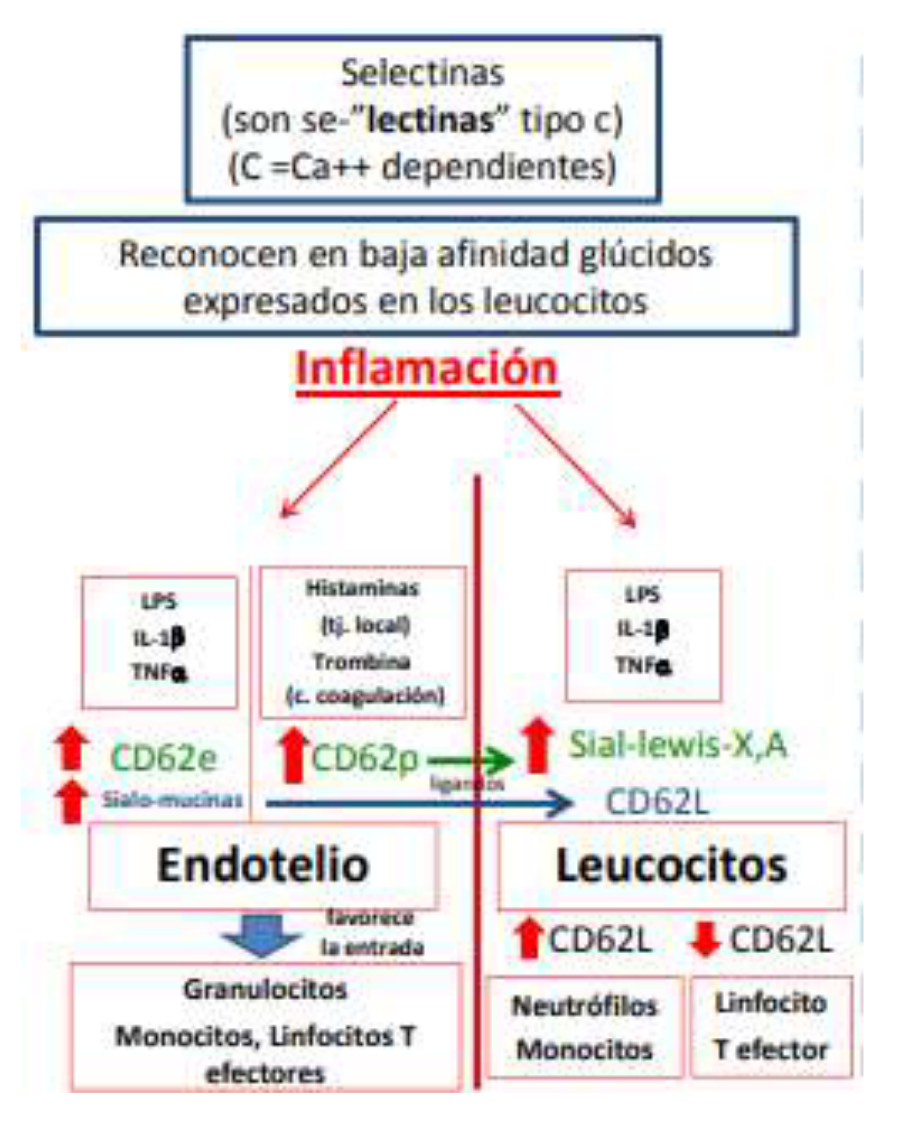 Selectinas
(son se-”lectinas” tipo c)
(C =Ca++ dependientes)
Reconocen en baja afinidad glúcidos
expresados en los leucocitos
Inflamación
LPS
IL-1β
TNFα
Histaminas
(tj. local)
Trombina
(c. coagulación)
LPS
IL-1β
TNFα
CD62e
CD62p
ligandos
Sial-lewis-X,A
Sialo-mucinas
CD62L
Endotelio
Leucocitos
favorece
la entrada
CD62L
CD62L
Granulocitos
Monocitos, Linfocitos T
efectores
Neutrófilos
Monocitos
Linfocito
T efector